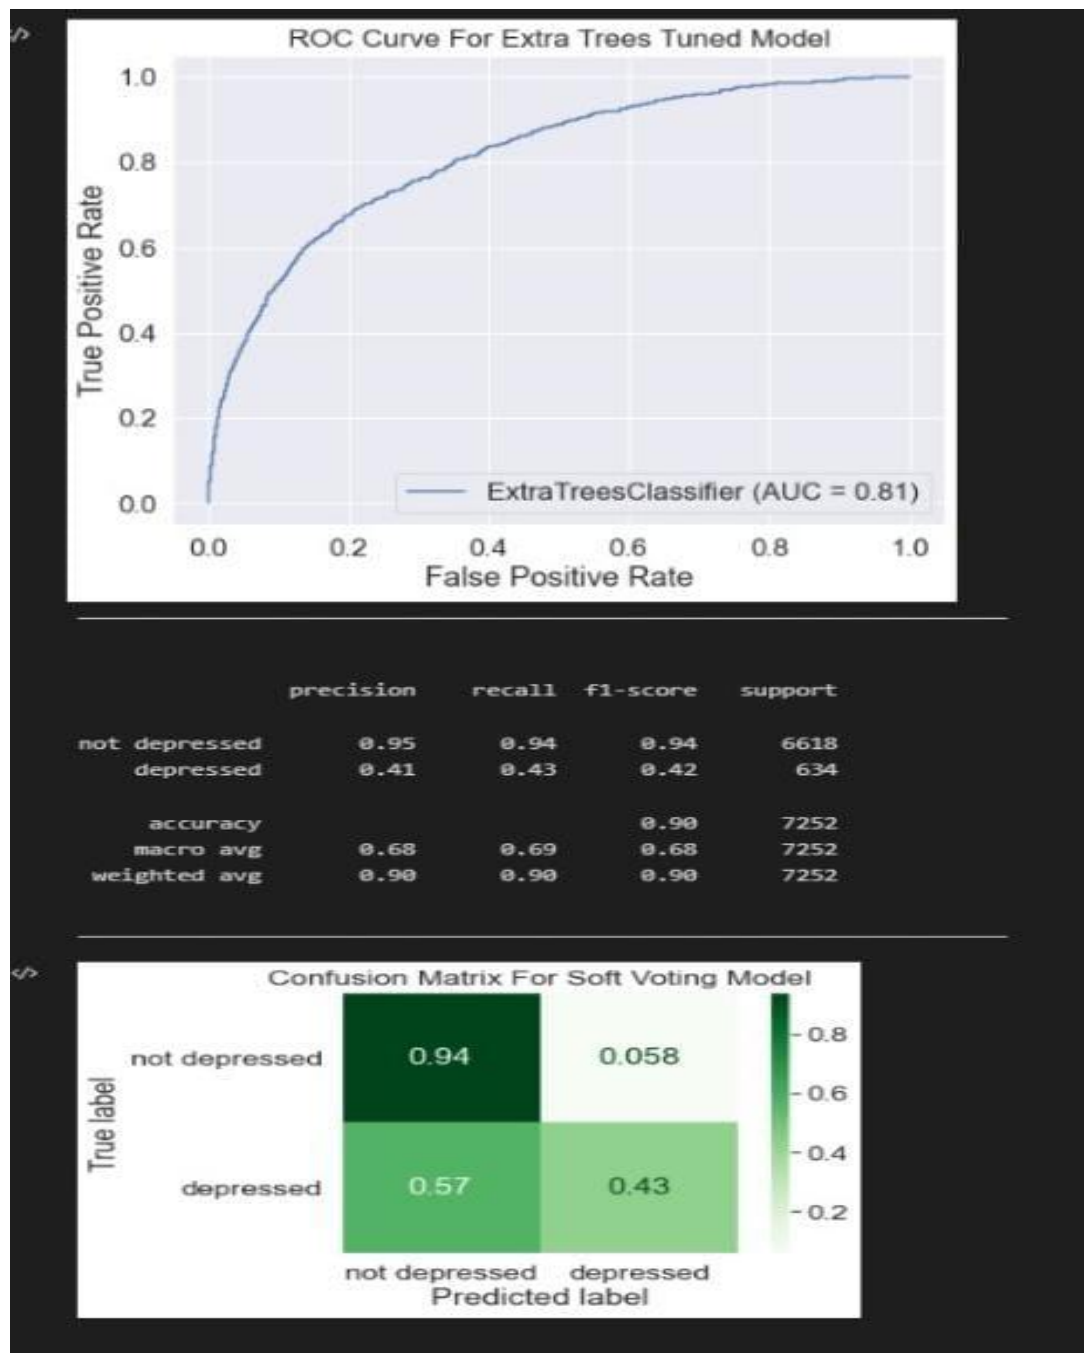 </>
ROC Curve For Extra Trees Tuned Model
True Positive Rate
1.0
0.8
0.6
0.4
0.2
0.0
ExtraTreesClassifier (AUC = 0.81)
0.0 0.2 0.4 0.6 0.8 1.0
False Positive Rate
precision recall f1-score support
not depressed 0.95 0.94 0.94 6618
depressed 0.41 0.43 0.42 634
accuracy 0.90 7252
macro avg 0.68 0.69 0.68 7252
weighted avg 0.90 0.90 0.90 7252
</>
Confusion Matrix For Soft Voting Model
True label
not depressed 0.94 0.058
depressed 0.57 0.43
not depressed depressed
Predicted label
0.8
0.6
0.4
0.2